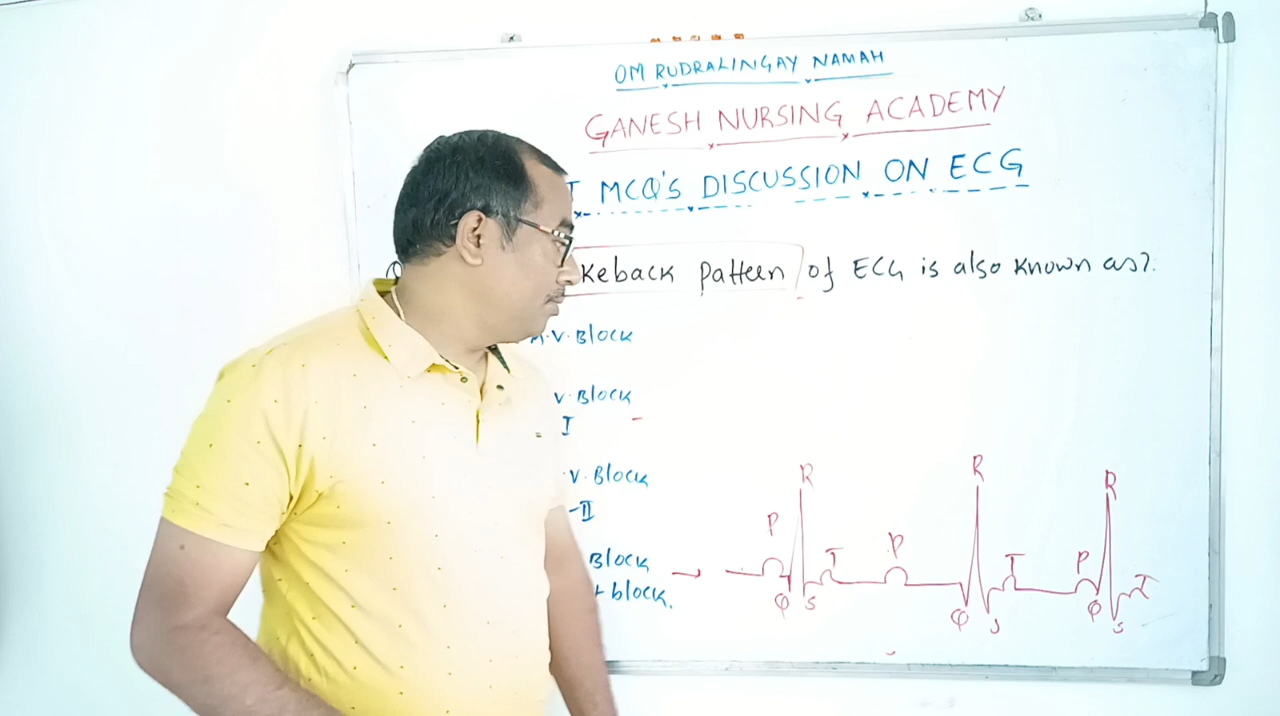 OM RUDRALINGAY NAMAH
GANESH NURSING ACADEMY
MCQ'S DISCUSSION ON ECG
keback patteen of ECG is also known as?
A.V. Block
V. Block
I
V. Block
-II
Block
block.
R R R
P T P T P T
Q S Q S Q S